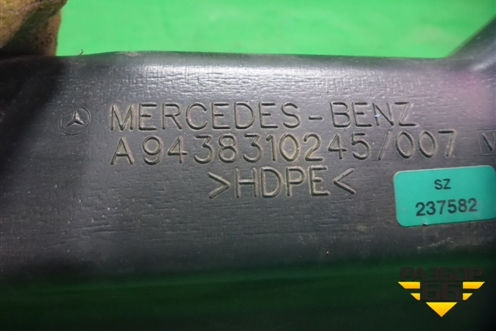 MERCEDES-BENZ
A9438310245/007
>HDPE<
SZ
237582